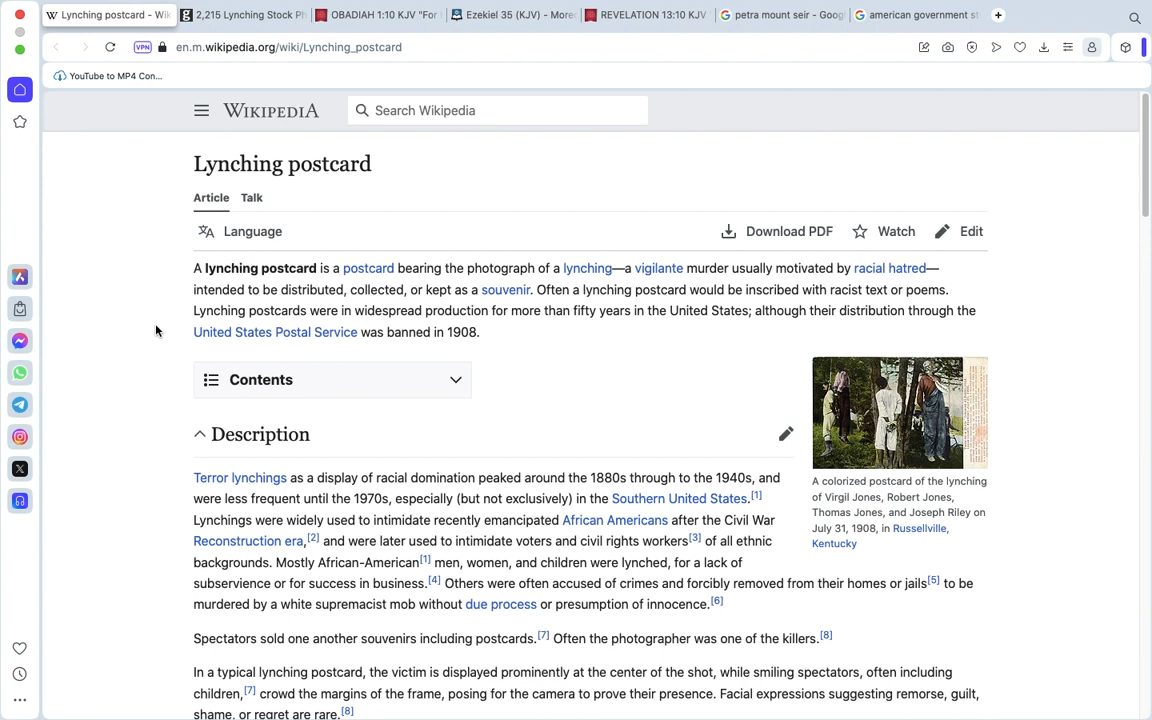 Lynching postcard - Wik
2,215 Lynching Stock Ph
OBADIAH 1:10 KJV "For
Ezekiel 35 (KJV) - More
REVELATION 13:10 KJV
petra mount seir - Goog
american government st
VPN
en.m.wikipedia.org/wiki/Lynching_postcard
YouTube to MP4 Con...
WIKIPEDIA
Search Wikipedia
Lynching postcard
Article Talk
Language
Download PDF
Watch
Edit
A lynching postcard is a postcard bearing the photograph of a lynching—a vigilante murder usually motivated by racial hatred—
intended to be distributed, collected, or kept as a souvenir. Often a lynching postcard would be inscribed with racist text or poems.
Lynching postcards were in widespread production for more than fifty years in the United States; although their distribution through the
United States Postal Service was banned in 1908.
Contents
Description
Terror lynchings as a display of racial domination peaked around the 1880s through to the 1940s, and
were less frequent until the 1970s, especially (but not exclusively) in the Southern United States.[1]
Lynchings were widely used to intimidate recently emancipated African Americans after the Civil War
Reconstruction era,[2] and were later used to intimidate voters and civil rights workers[3] of all ethnic
backgrounds. Mostly African-American[1] men, women, and children were lynched, for a lack of
subservience or for success in business.[4] Others were often accused of crimes and forcibly removed from their homes or jails[5] to be
murdered by a white supremacist mob without due process or presumption of innocence.[6]
A colorized postcard of the lynching
of Virgil Jones, Robert Jones,
Thomas Jones, and Joseph Riley on
July 31, 1908, in Russellville,
Kentucky
Spectators sold one another souvenirs including postcards.[7] Often the photographer was one of the killers.[8]
In a typical lynching postcard, the victim is displayed prominently at the center of the shot, while smiling spectators, often including
children,[7] crowd the margins of the frame, posing for the camera to prove their presence. Facial expressions suggesting remorse, guilt,
shame, or regret are rare.[8]